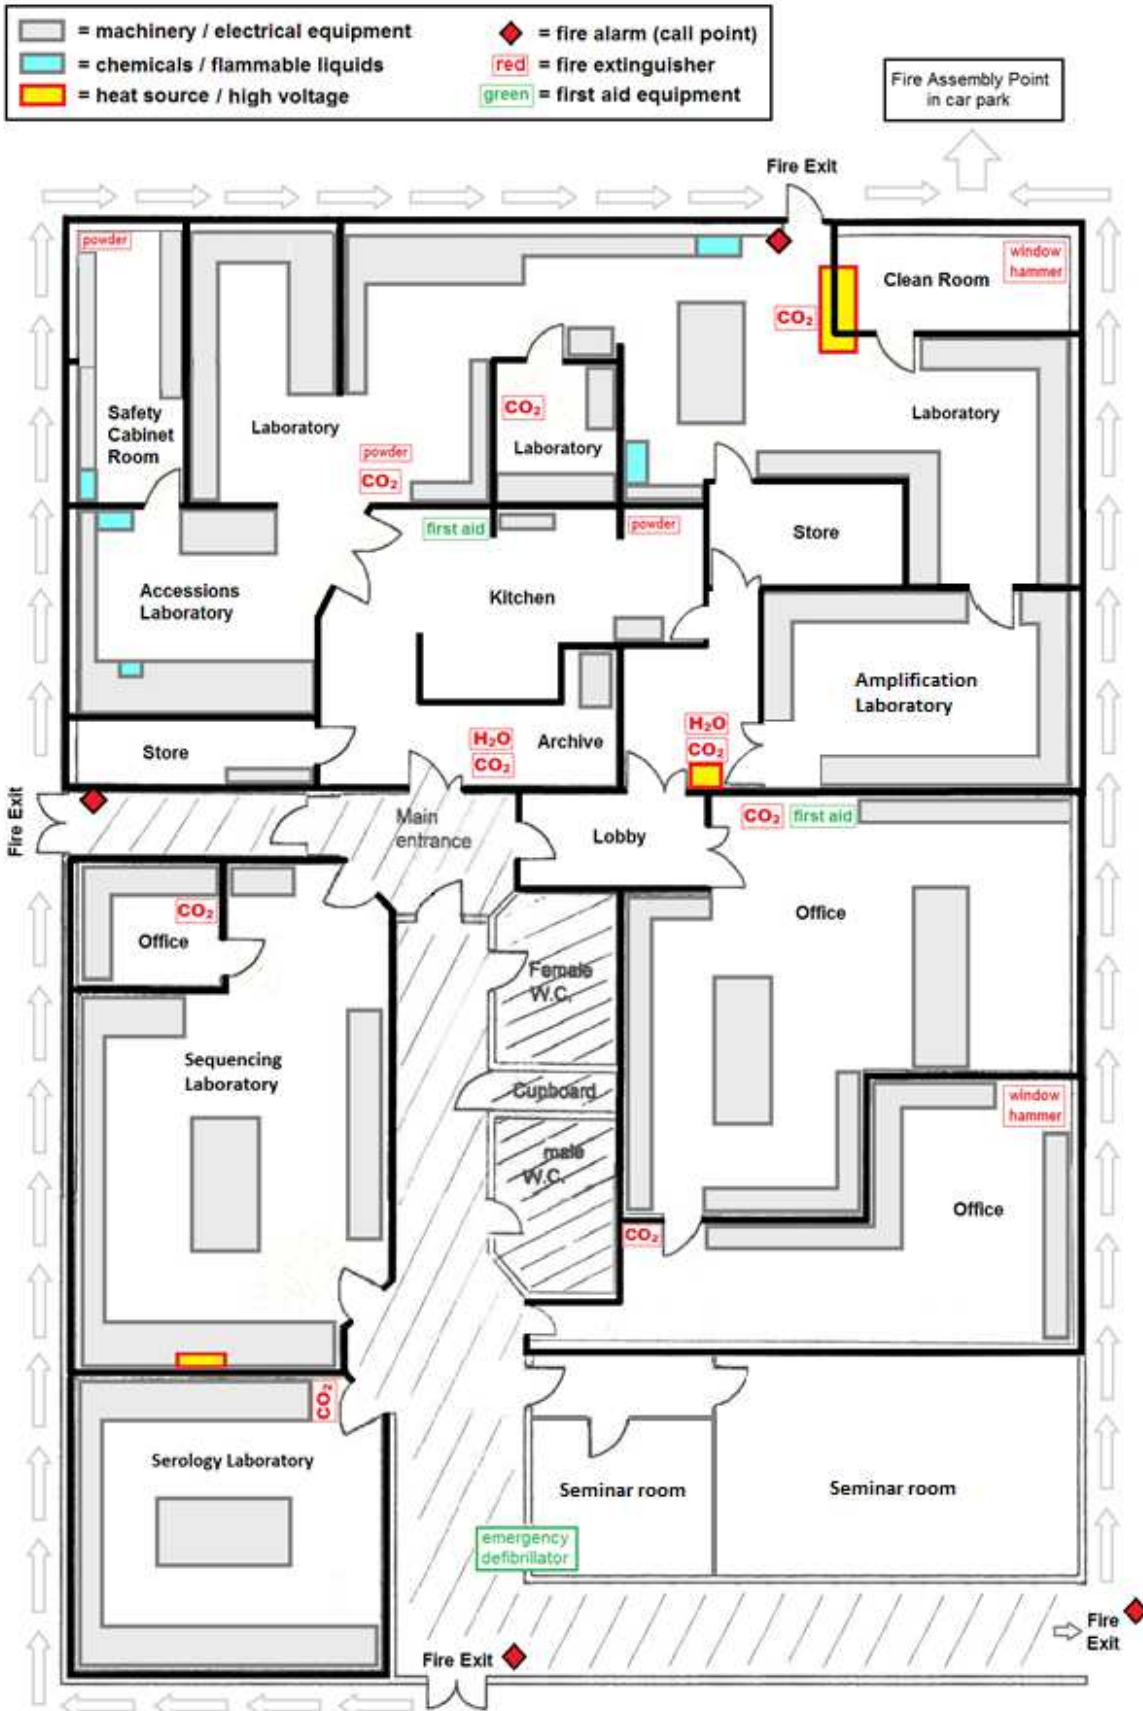 = machinery / electrical equipment
= chemicals / flammable liquids
= heat source / high voltage
= fire alarm (call point)
red = fire extinguisher
green = first aid equipment
Fire Assembly Point
in car park
Fire Exit
powder
window
hammer
Clean Room
CO₂
Safety
Cabinet
Room
Laboratory
CO₂
Laboratory
Laboratory
powder
CO₂
first aid
powder
Store
Kitchen
Accessions
Laboratory
Amplification
Laboratory
Store
H₂O
CO₂
Archive
H₂O
CO₂
Fire Exit
Main
entrance
Lobby
CO₂
first aid
CO₂
Office
Office
Female
W.C.
Sequencing
Laboratory
Cupboard
window
hammer
male
W.C.
Office
CO₂
CO₂
Serology Laboratory
Seminar room
Seminar room
emergency
defibrillator
Fire
Exit
Fire Exit